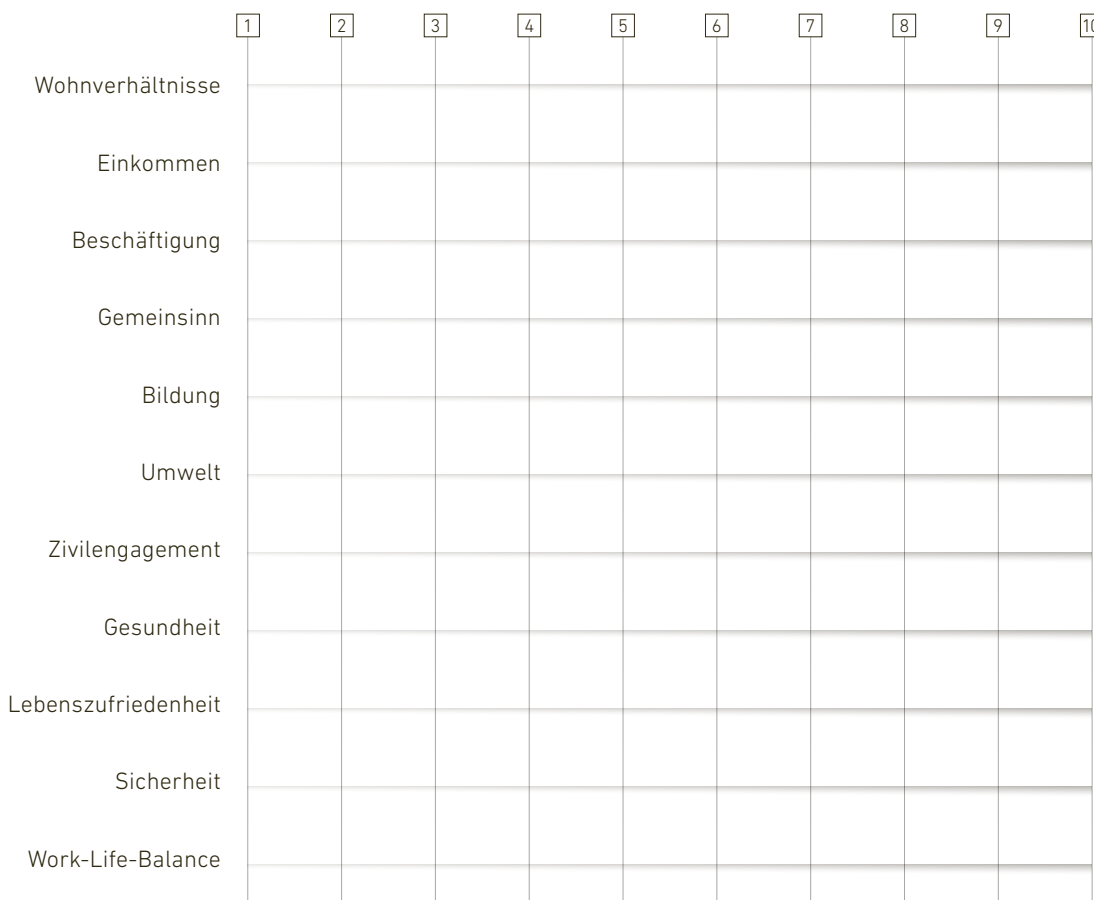 1 2 3 4 5 6 7 8 9 10
Wohnverhältnisse
Einkommen
Beschäftigung
Gemeinsinn
Bildung
Umwelt
Zivilengagement
Gesundheit
Lebenszufriedenheit
Sicherheit
Work-Life-Balance